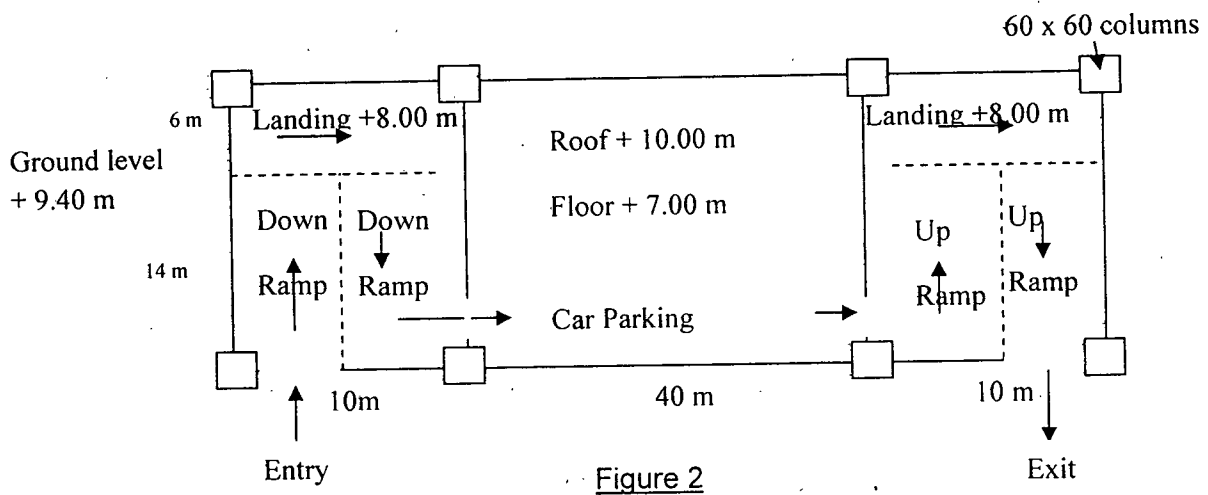 60 x 60 columns
6 m
Landing +8.00 m
Landing +8.00 m
Roof + 10.00 m
Ground level
+ 9.40 m
Floor + 7.00 m
Down
Down
Up
Up
14 m
Ramp
Ramp
Ramp
Ramp
Car Parking
10m
40 m
10 m
Entry
Figure 2
Exit